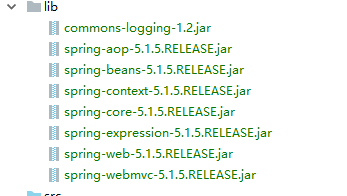 lib
commons-logging-1.2.jar
spring-aop-5.1.5.RELEASE.jar
spring-beans-5.1.5.RELEASE.jar
spring-context-5.1.5.RELEASE.jar
spring-core-5.1.5.RELEASE.jar
spring-expression-5.1.5.RELEASE.jar
spring-web-5.1.5.RELEASE.jar
spring-webmvc-5.1.5.RELEASE.jar